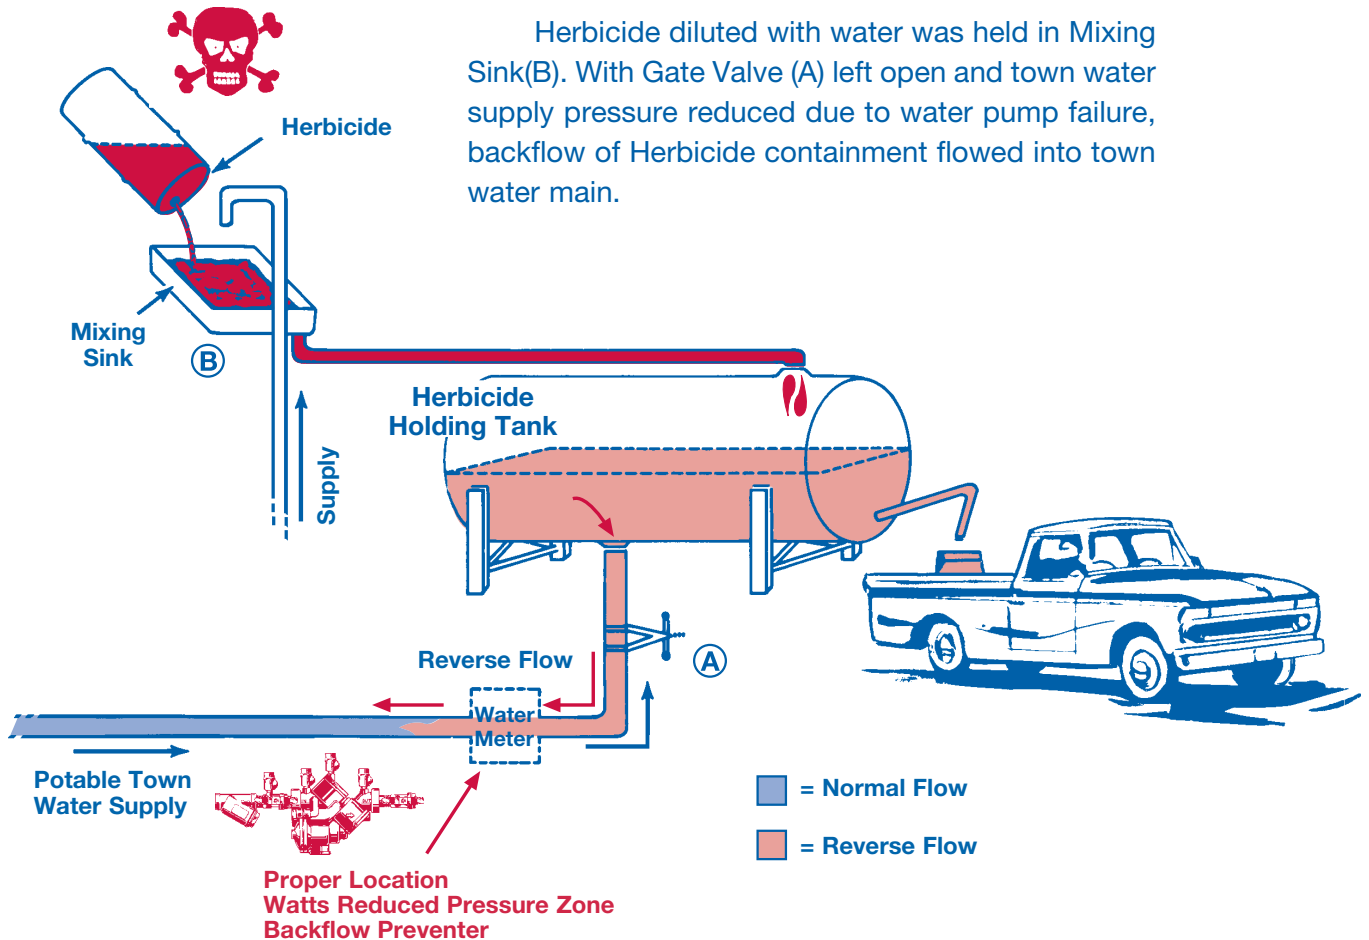 Herbicide diluted with water was held in Mixing
Sink(B). With Gate Valve (A) left open and town water
supply pressure reduced due to water pump failure,
backflow of Herbicide containment flowed into town
water main.
Herbicide
Mixing
Sink
B
Supply
Herbicide
Holding Tank
A
Reverse Flow
Water
Meter
Potable Town
Water Supply
= Normal Flow
= Reverse Flow
Proper Location
Watts Reduced Pressure Zone
Backflow Preventer